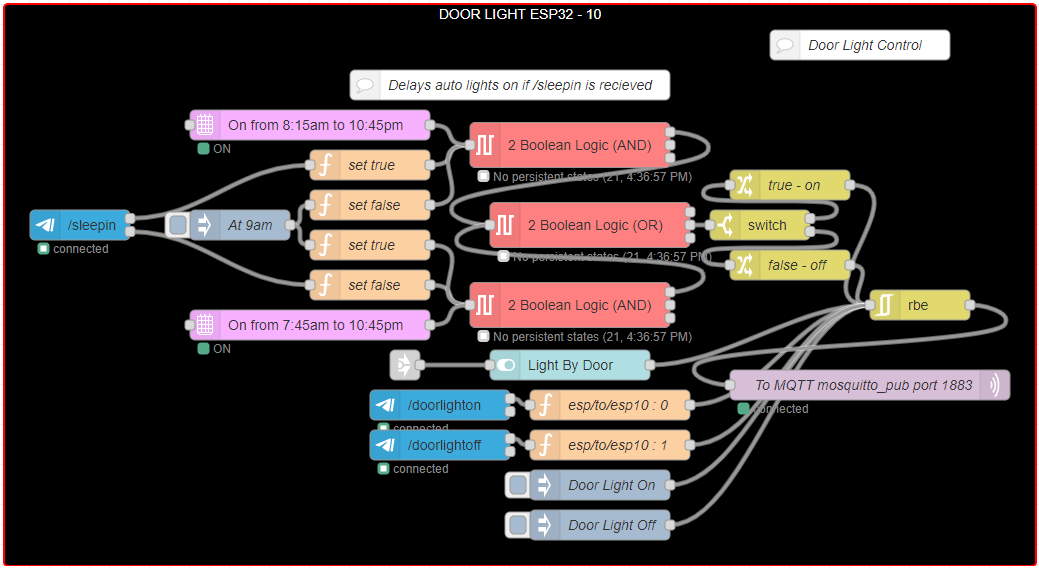 DOOR LIGHT ESP32 - 10
Door Light Control
Delays auto lights on if /sleepin is recieved
On from 8:15am to 10:45pm
ON
2 Boolean Logic (AND)
No persistent states (21, 4:36:57 PM)
set true
set false
/sleepin
connected
At 9am
set true
set false
2 Boolean Logic (OR)
No persistent states (21, 4:36:57 PM)
true - on
switch
false - off
On from 7:45am to 10:45pm
ON
2 Boolean Logic (AND)
No persistent states (21, 4:36:57 PM)
rbe
Light By Door
To MQTT mosquitto_pub port 1883
connected
/doorlighton
connected
esp/to/esp10 : 0
/doorlightoff
connected
esp/to/esp10 : 1
Door Light On
Door Light Off